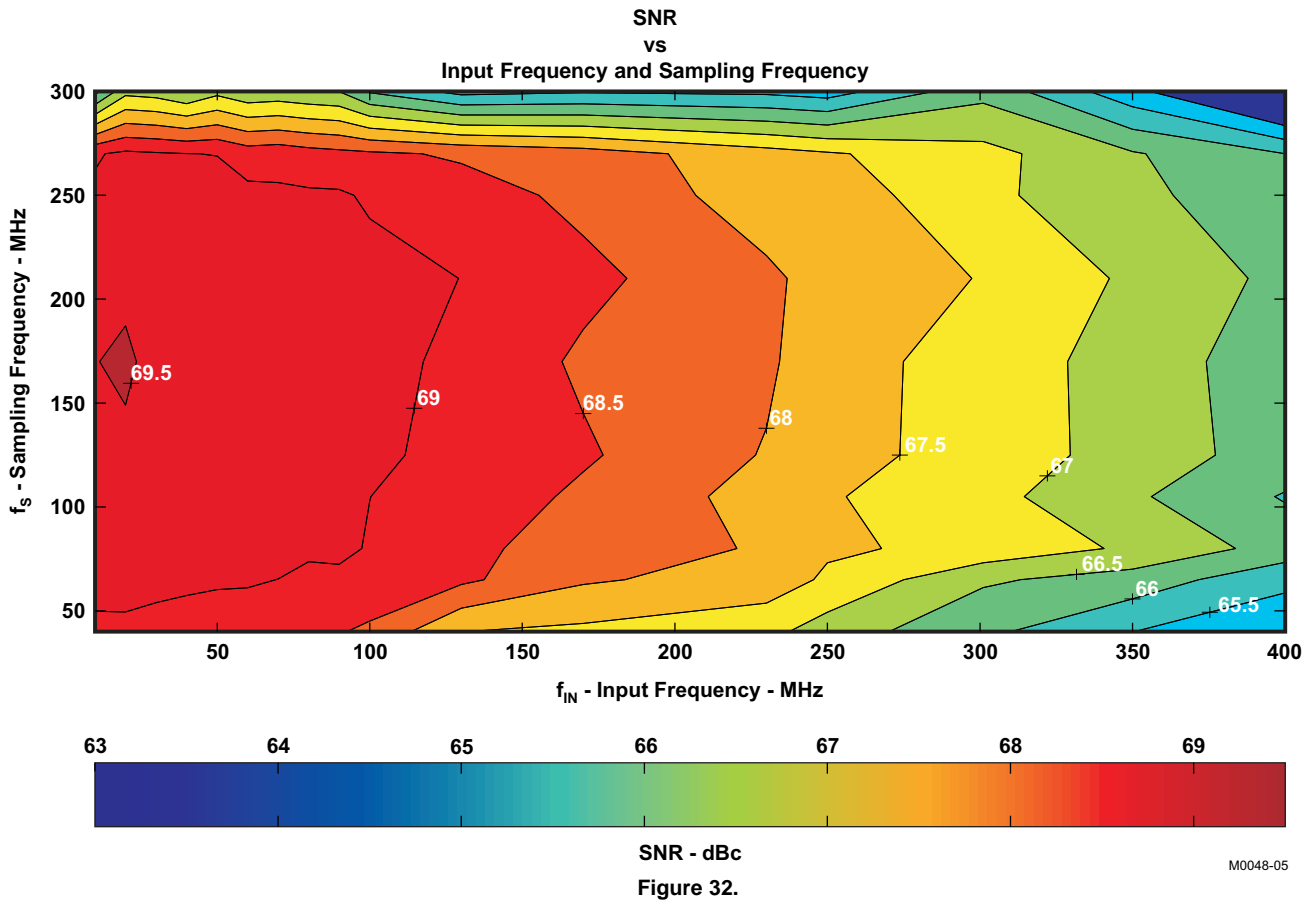 SNR
vs
Input Frequency and Sampling Frequency
300
250
200
150
100
50
fS - Sampling Frequency - MHz
69.5
69
68.5
68
67.5
67
66.5
66
65.5
50 100 150 200 250 300 350 400
fIN - Input Frequency - MHz
63 64 65 66 67 68 69
SNR - dBc
M0048-05
Figure 32.